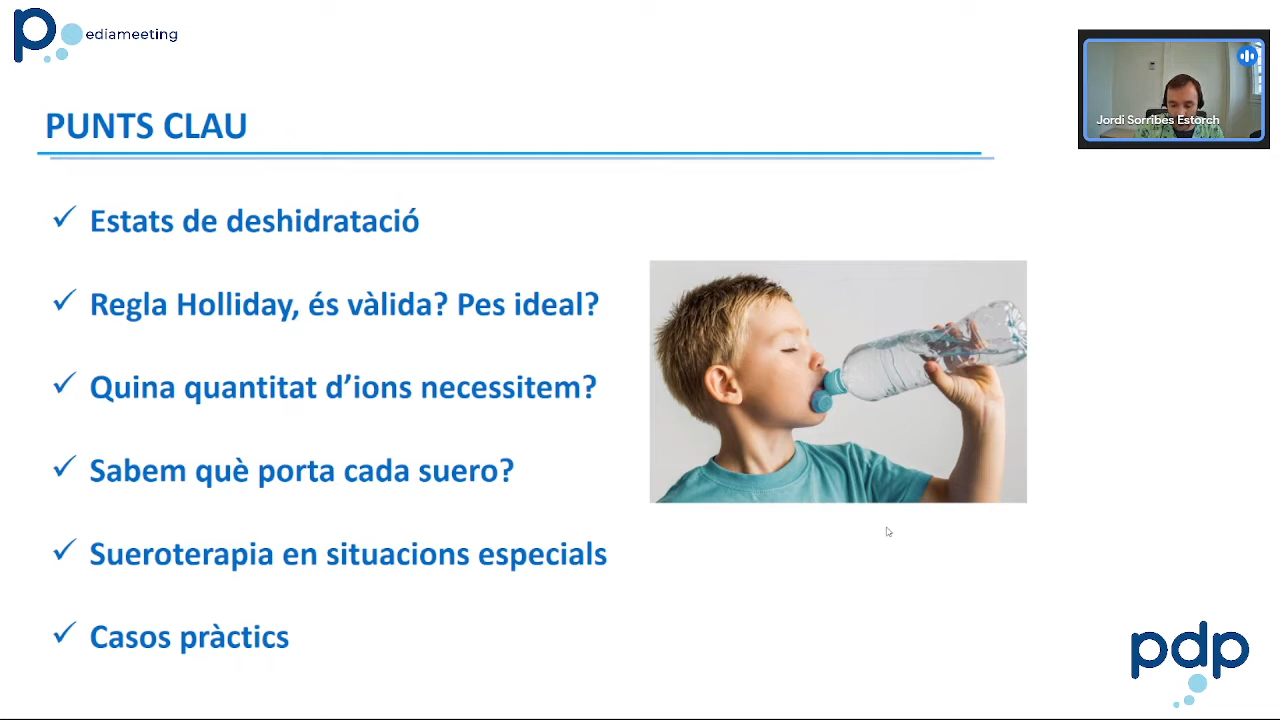 ediameeting
Jordi Sorribes Estorch
PUNTS CLAU
✓ Estats de deshidratació
✓ Regla Holliday, és vàlida? Pes ideal?
✓ Quina quantitat d’ions necessitem?
✓ Sabem què porta cada suero?
✓ Sueroterapia en situacions especials
✓ Casos pràctics
pdp